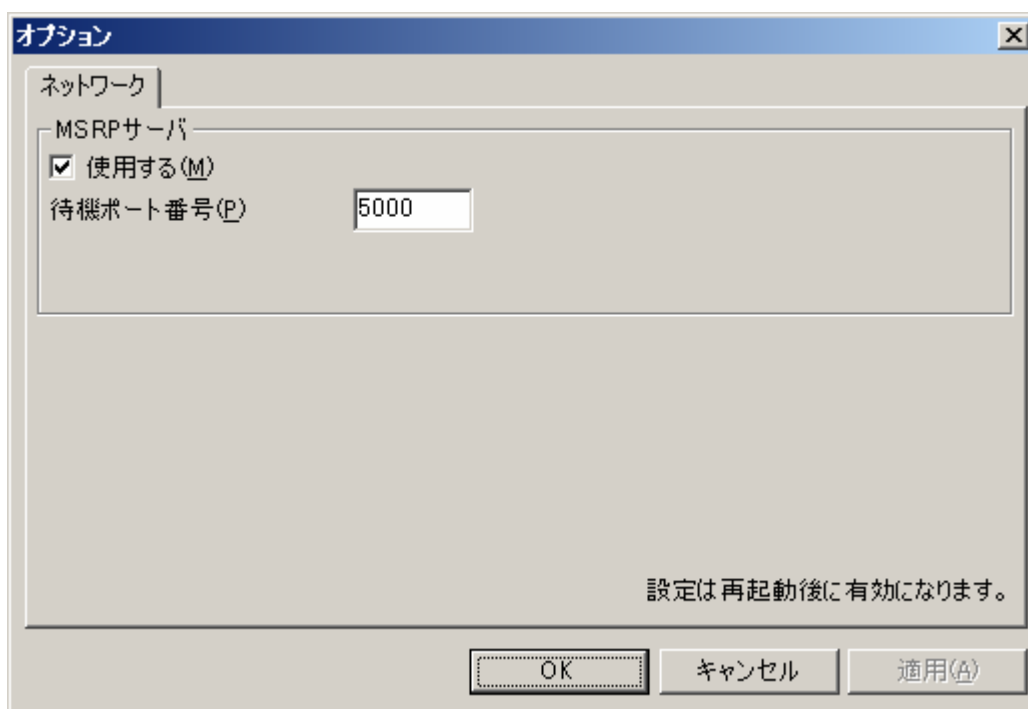 オプション
ネットワーク
MSRPサーバ
使用する(M)
待機ポート番号(P) 5000
設定は再起動後に有効になります。
OK キャンセル 適用(A)